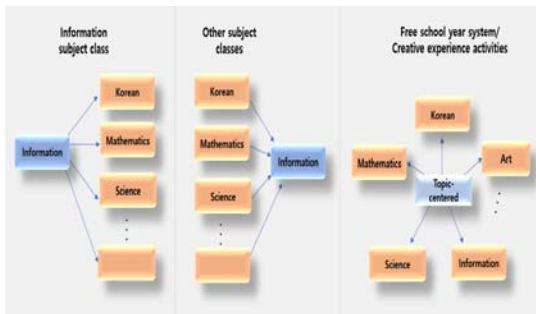 Information
subject class
Korean
Mathematics
Information
Science
Other subject
classes
Korean
Mathematics
Information
Science
Free school year system/
Creative experience activities
Korean
Mathematics
Art
Topic-
centered
Science
Information